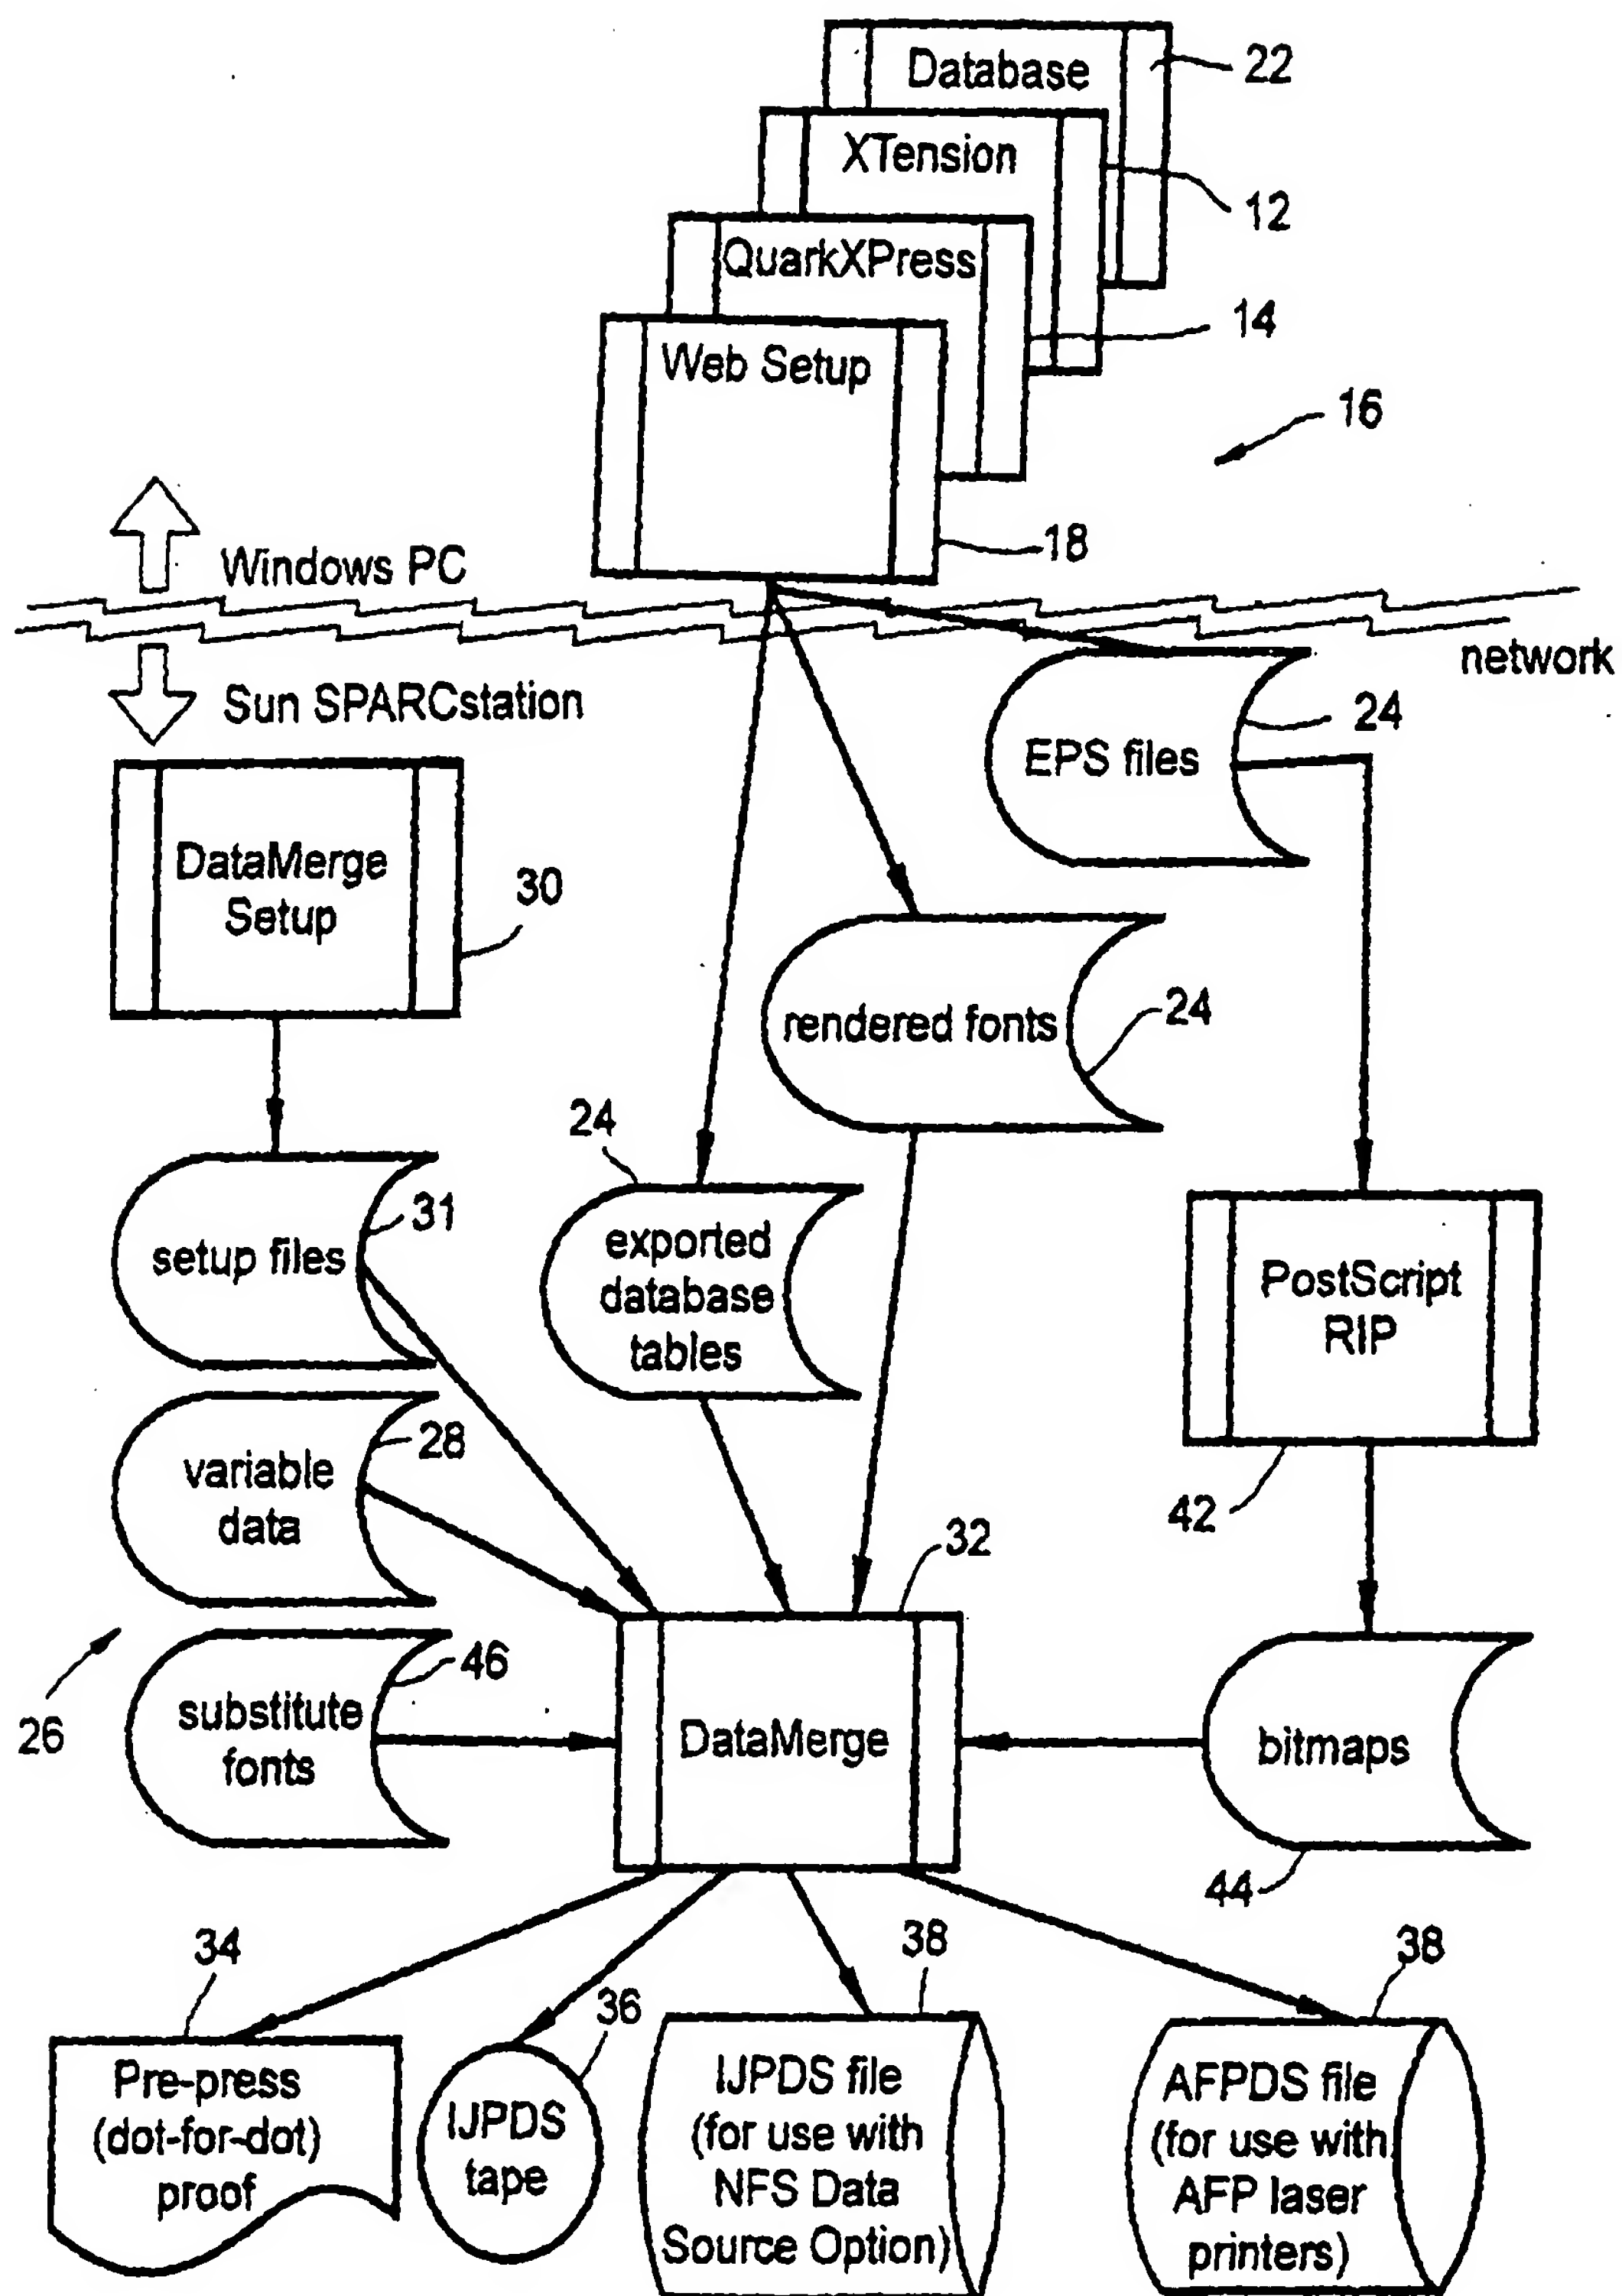 Database
22
XTension
12
QuarkXPress
14
Web Setup
16
18
Windows PC
network
Sun SPARCstation
24
EPS files
DataMerge
Setup
30
rendered fonts
24
24
31
setup files
exported
database
tables
PostScript
RIP
28
variable
data
42
32
46
substitute
fonts
26
DataMerge
bitmaps
44
34
36
38
38
Pre-press
(dot-for-dot)
proof
IJPDS
tape
IJPDS file
(for use with
NFS Data
Source Option)
AFPDS file
(for use with
AFP laser
printers)